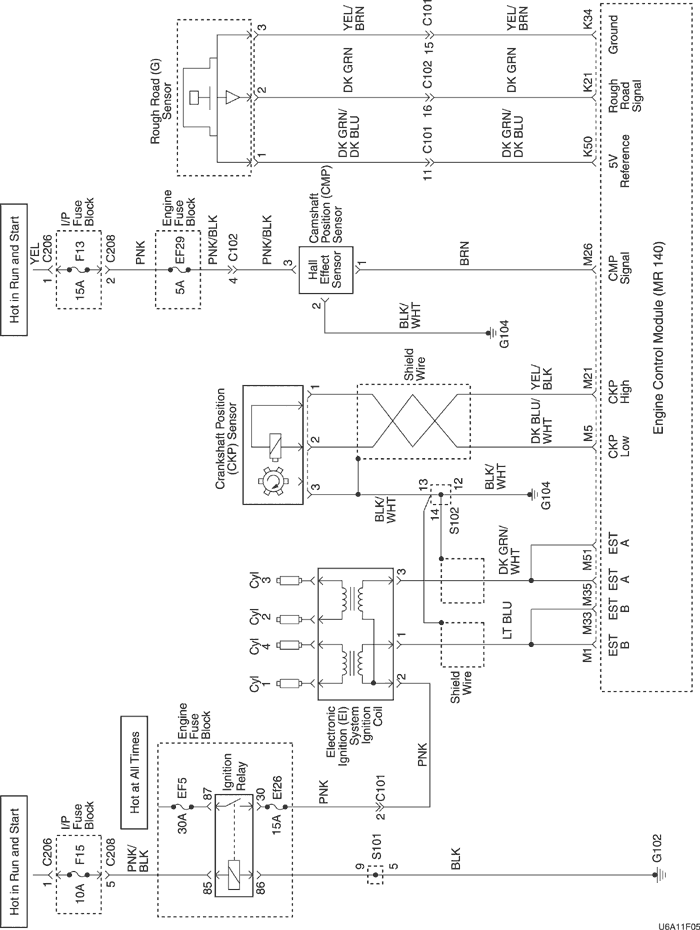 Hot in Run and Start
1
C206
I/P
Fuse
Block
F15
10A
C208
5
PNK/
BLK
Hot at All Times
Engine
Fuse
Block
EF5
30A
87
Ignition
Relay
30
Ef26
15A
85
86
PNK
C101
2
PNK
9
S101
5
BLK
G102
Cyl
1
Cyl
4
Cyl
2
Cyl
3
Electronic
Ignition (EI)
System
Ignition
Coil
2
1
3
Shield
Wire
LT BLU
DK GRN/
WHT
M1
M33
M35
M51
EST
B
EST
B
EST
A
EST
A
Crankshaft Position
(CKP) Sensor
3
2
1
BLK/
WHT
13
14
S102
12
BLK/
WHT
G104
Shield
Wire
DK BLU/
WHT
YEL/
BLK
M5
M21
CKP
Low
CKP
High
Hot in Run and Start
YEL
1
C206
I/P
Fuse
Block
F13
15A
C208
2
PNK
Engine
Fuse
Block
EF29
5A
PNK/BLK
C102
4
PNK/BLK
Camshaft
Position (CMP)
Sensor
3
Hall
Effect
Sensor
1
2
BLK/
WHT
G104
BRN
M26
CMP
Signal
Rough Road (G)
Sensor
1
2
3
DK GRN/
DK BLU
C101
11
DK GRN/
DK BLU
K50
5V
Reference
DK GRN
C102
16
DK GRN
K21
Rough
Road
Signal
YEL/
BRN
C101
15
YEL/
BRN
K34
Ground
Engine Control Module (MR 140)
U6A11F05